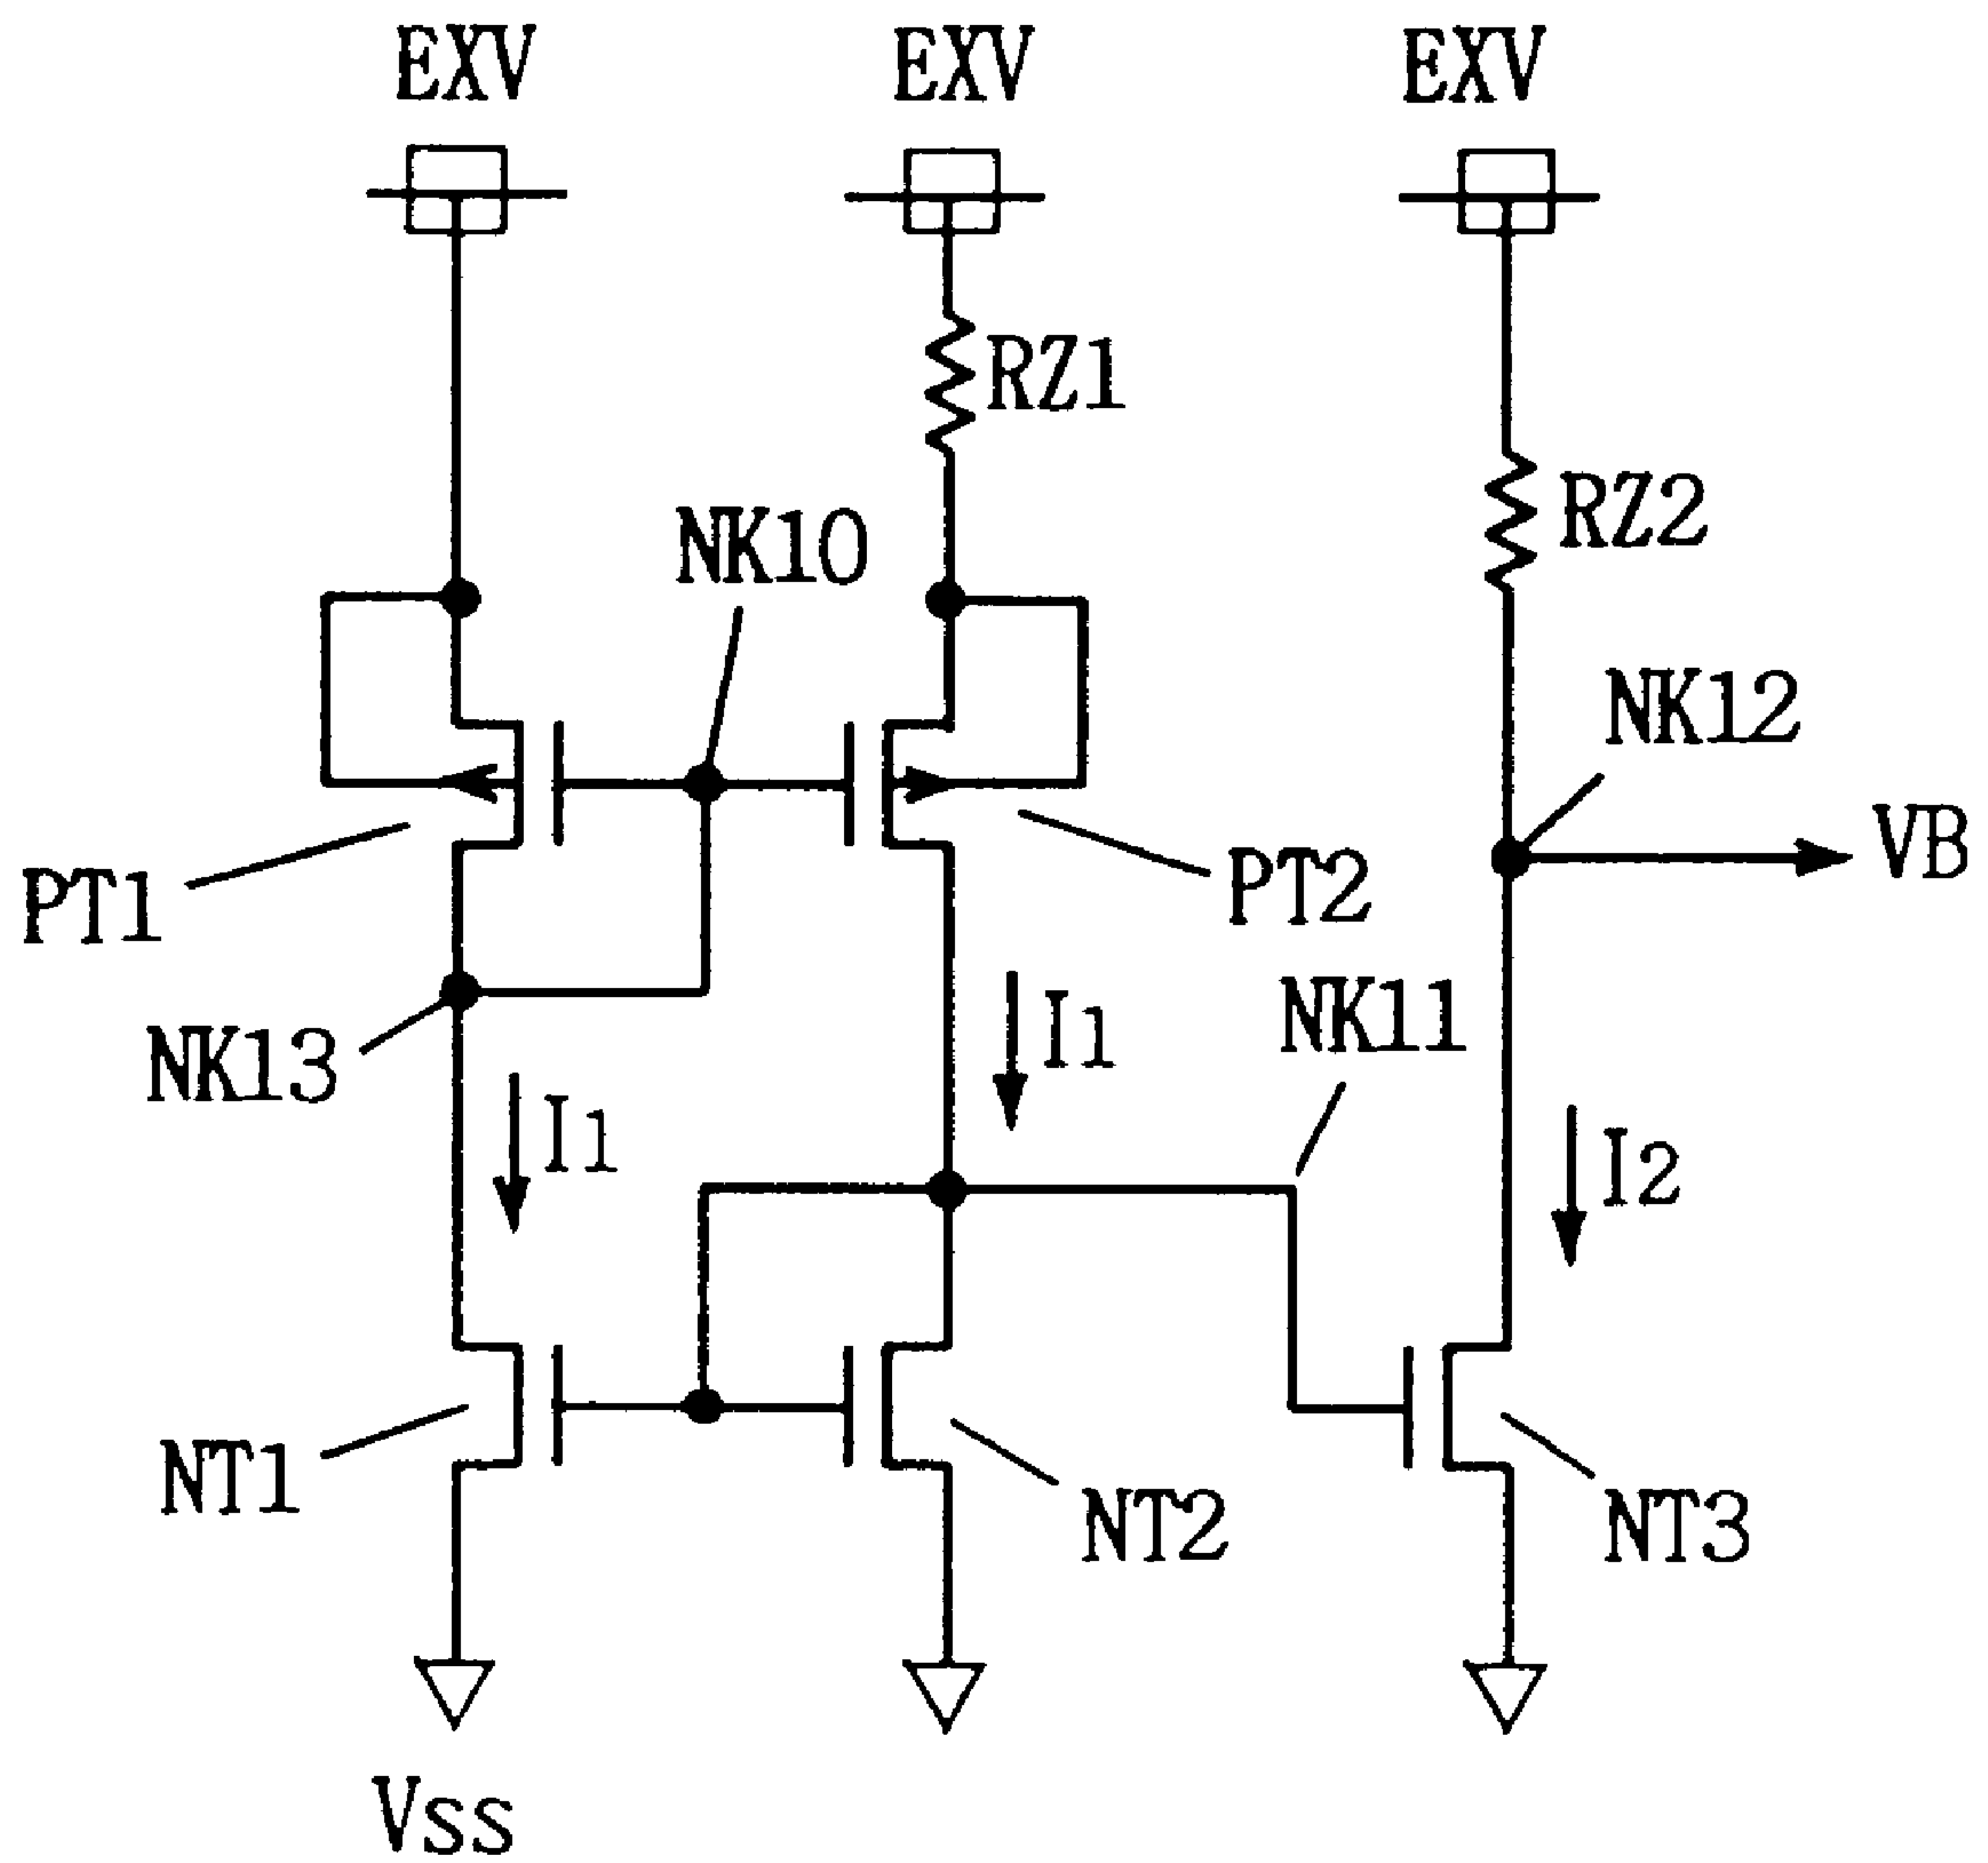 EXV EXV EXV
RZ1
RZ2
NK10
NK12
VB
PT1
PT2
NK11
NK13
I1
I1
I2
NT1
NT2
NT3
VSS